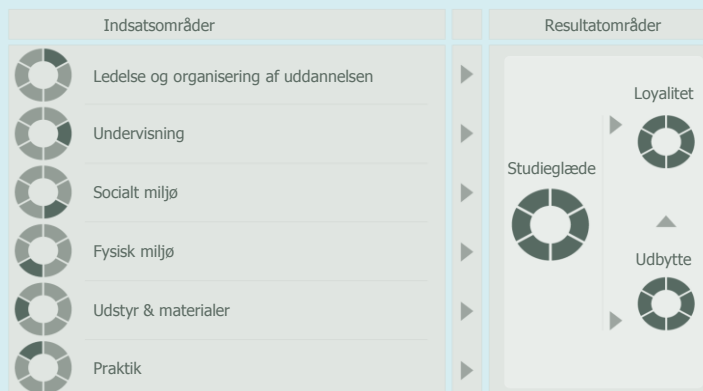 Indsatsområder
Resultatområder
Ledelse og organisering af uddannelsen
Undervisning
Socialt miljø
Fysisk miljø
Udstyr & materialer
Praktik
Studieglæde
Loyalitet
Udbytte